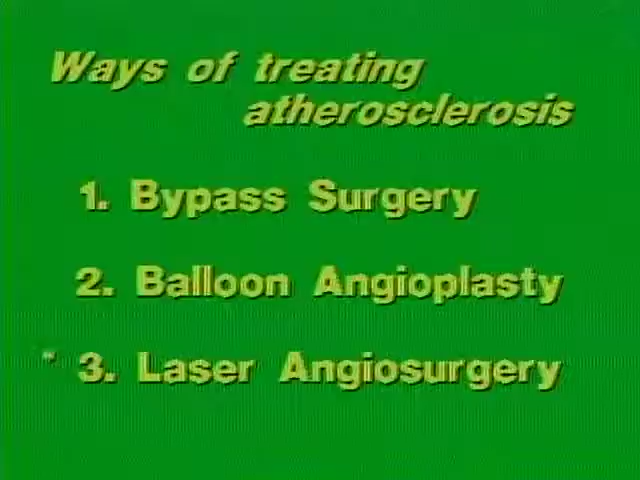 Ways of treating
atherosclerosis
1. Bypass Surgery
2. Balloon Angioplasty
3. Laser Angiosurgery